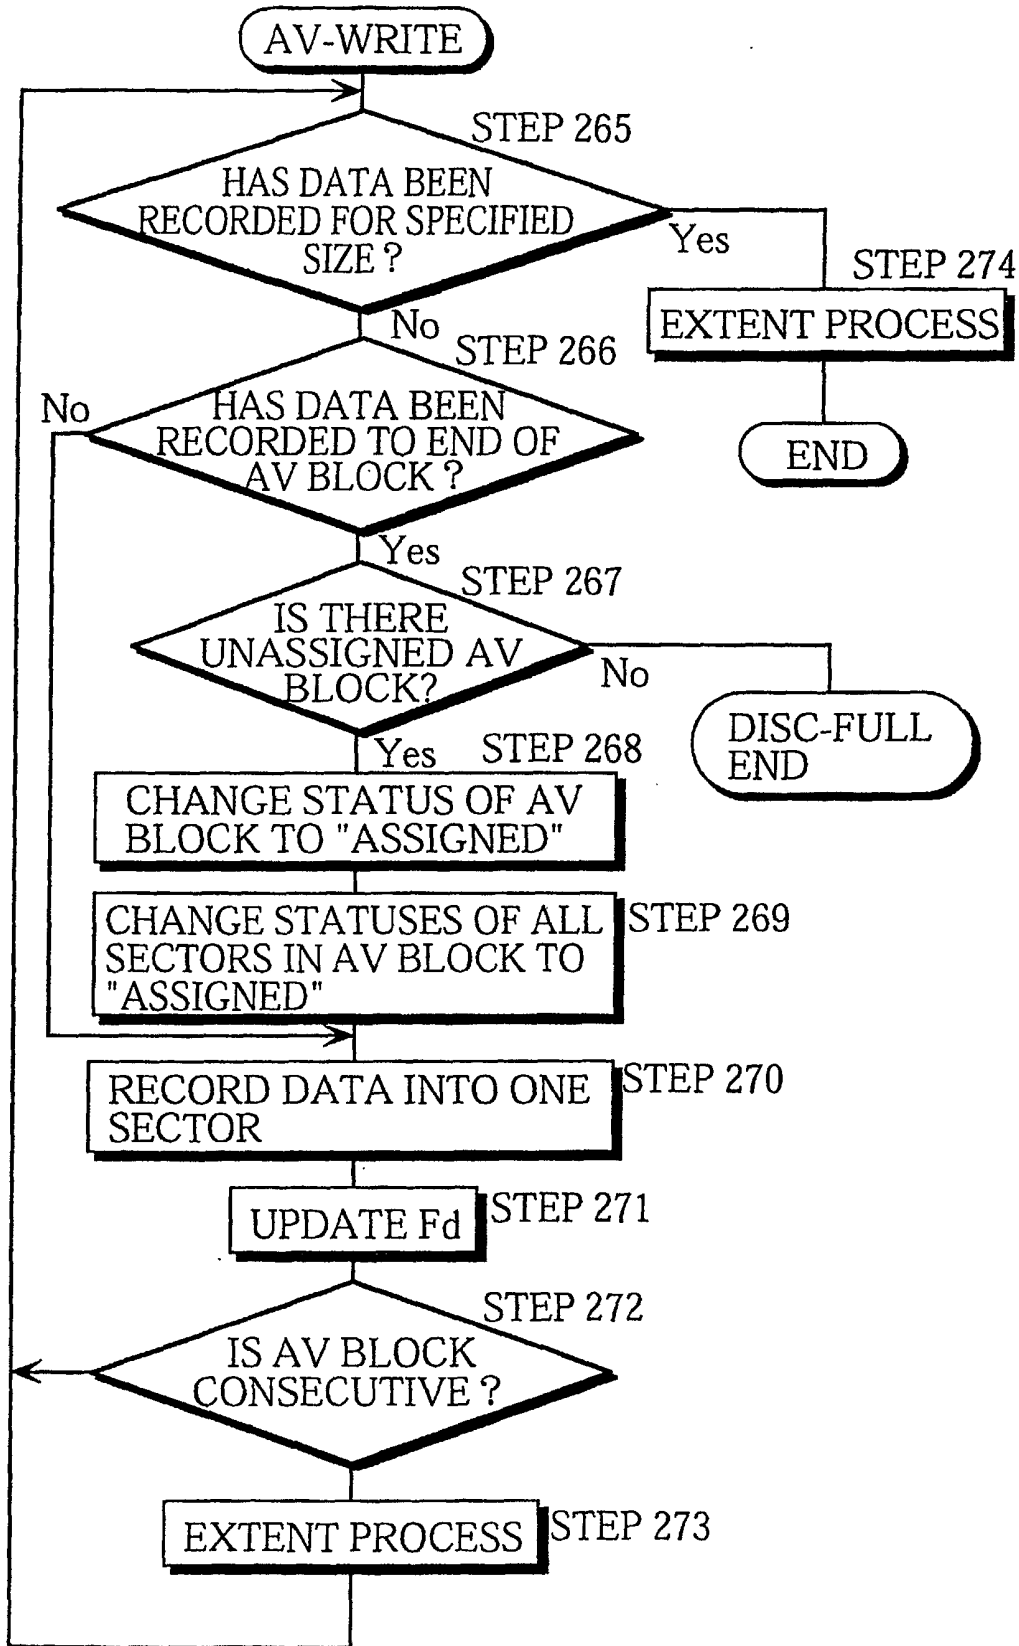 AV-WRITE
STEP 265
HAS DATA BEEN
RECORDED FOR SPECIFIED
SIZE ?
Yes
STEP 274
EXTENT PROCESS
END
No
STEP 266
No
HAS DATA BEEN
RECORDED TO END OF
AV BLOCK ?
Yes
STEP 267
IS THERE
UNASSIGNED AV
BLOCK?
No
DISC-FULL
END
Yes
STEP 268
CHANGE STATUS OF AV
BLOCK TO "ASSIGNED"
CHANGE STATUSES OF ALL
SECTORS IN AV BLOCK TO
"ASSIGNED"
STEP 269
RECORD DATA INTO ONE
SECTOR
STEP 270
UPDATE Fd
STEP 271
STEP 272
IS AV BLOCK
CONSECUTIVE ?
EXTENT PROCESS
STEP 273